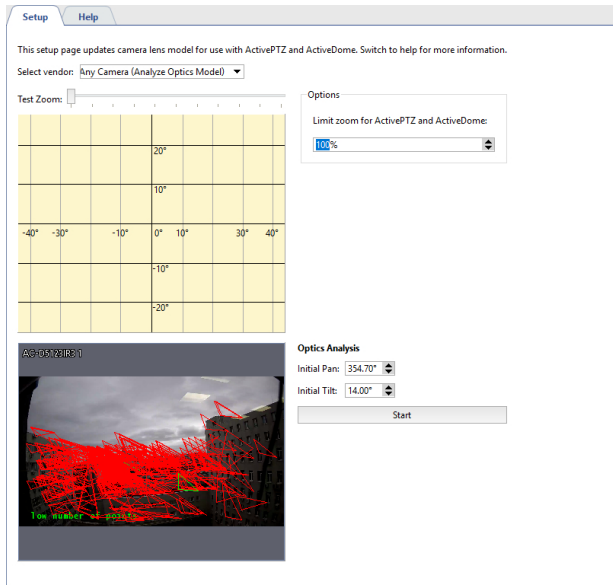 Setup
Help
This setup page updates camera lens model for use with ActivePTZ and ActiveDome. Switch to help for more information.
Select vendor: Any Camera (Analyze Optics Model)
Test Zoom:
Options
Limit zoom for ActivePTZ and ActiveDome:
100%
20°
10°
-40° -30° -10° 0° 10° 30° 40°
-10°
-20°
AC-D5123IR3 1
low number of points
Optics Analysis
Initial Pan: 354.70°
Initial Tilt: 14.00°
Start